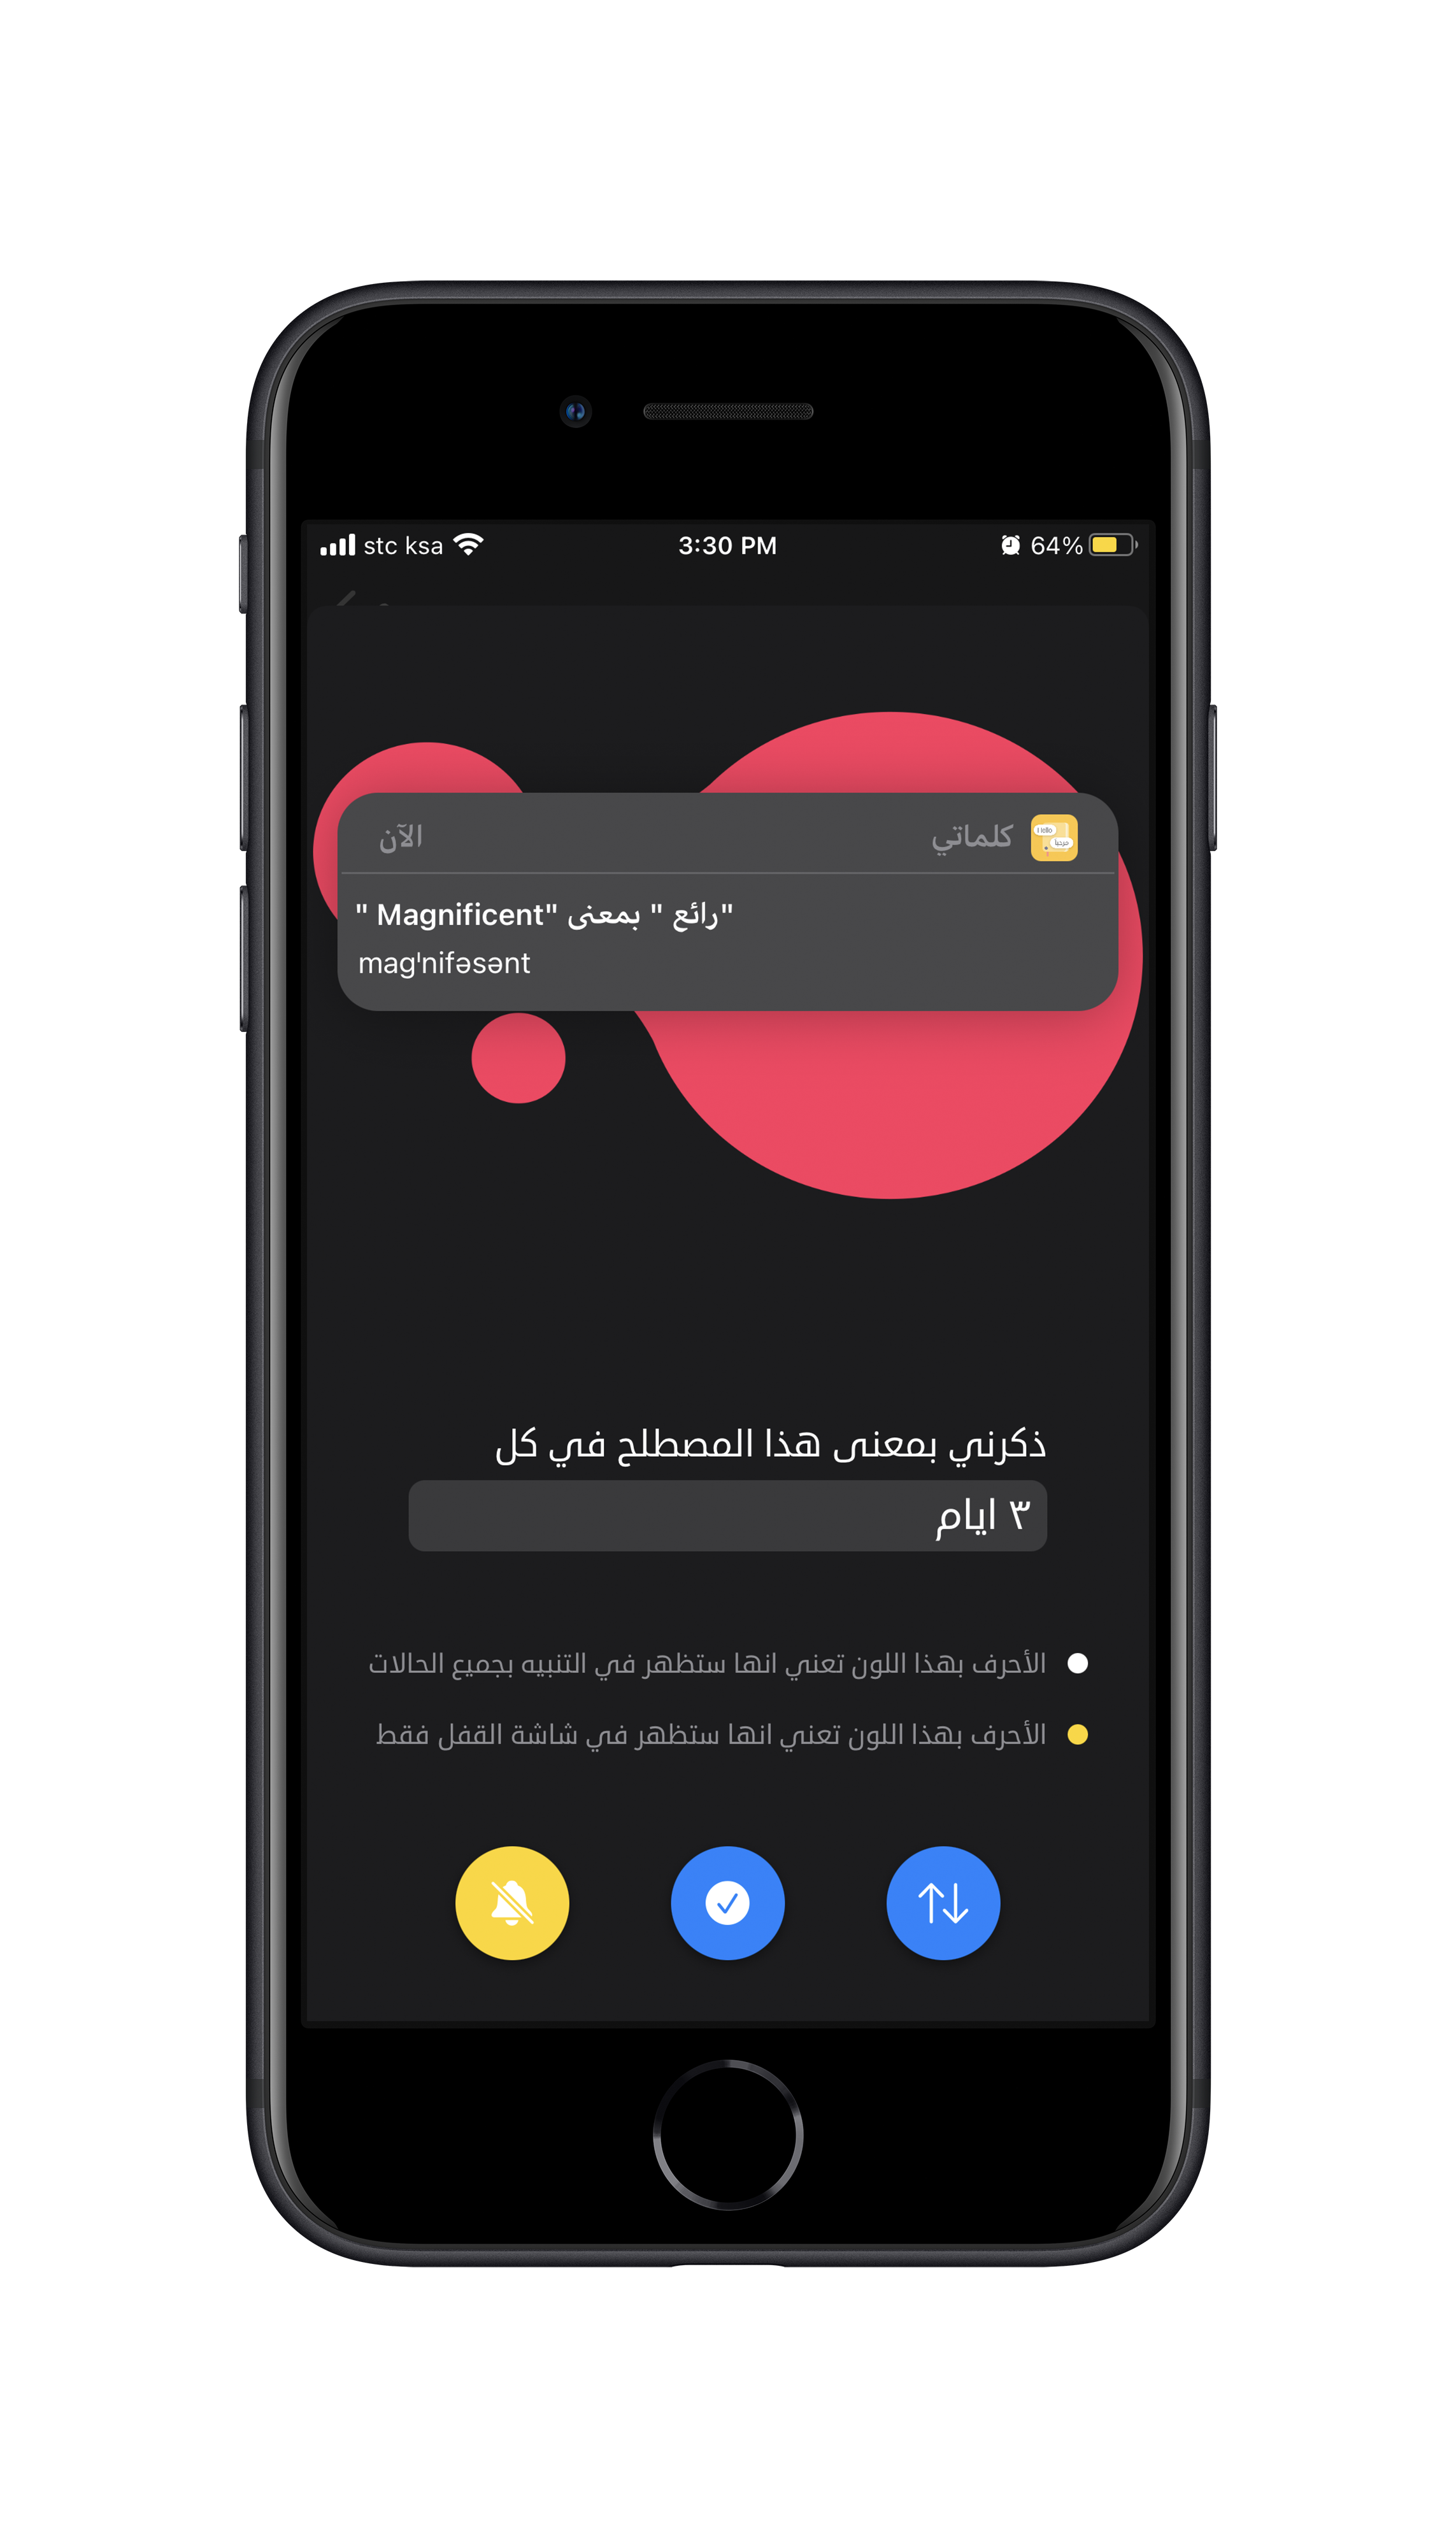 stc ksa 3:30 PM 64%
كلماتي الآن
" Magnificent" بمعنى " رائع"
mag'nifəsənt
ذكرني بمعنى هذا المصطلح في كل
٣ ايام
الأحرف بهذا اللون تعني انها ستظهر في التنبيه بجميع الحالات
الأحرف بهذا اللون تعني انها ستظهر في شاشة القفل فقط
Hello
مرحبا